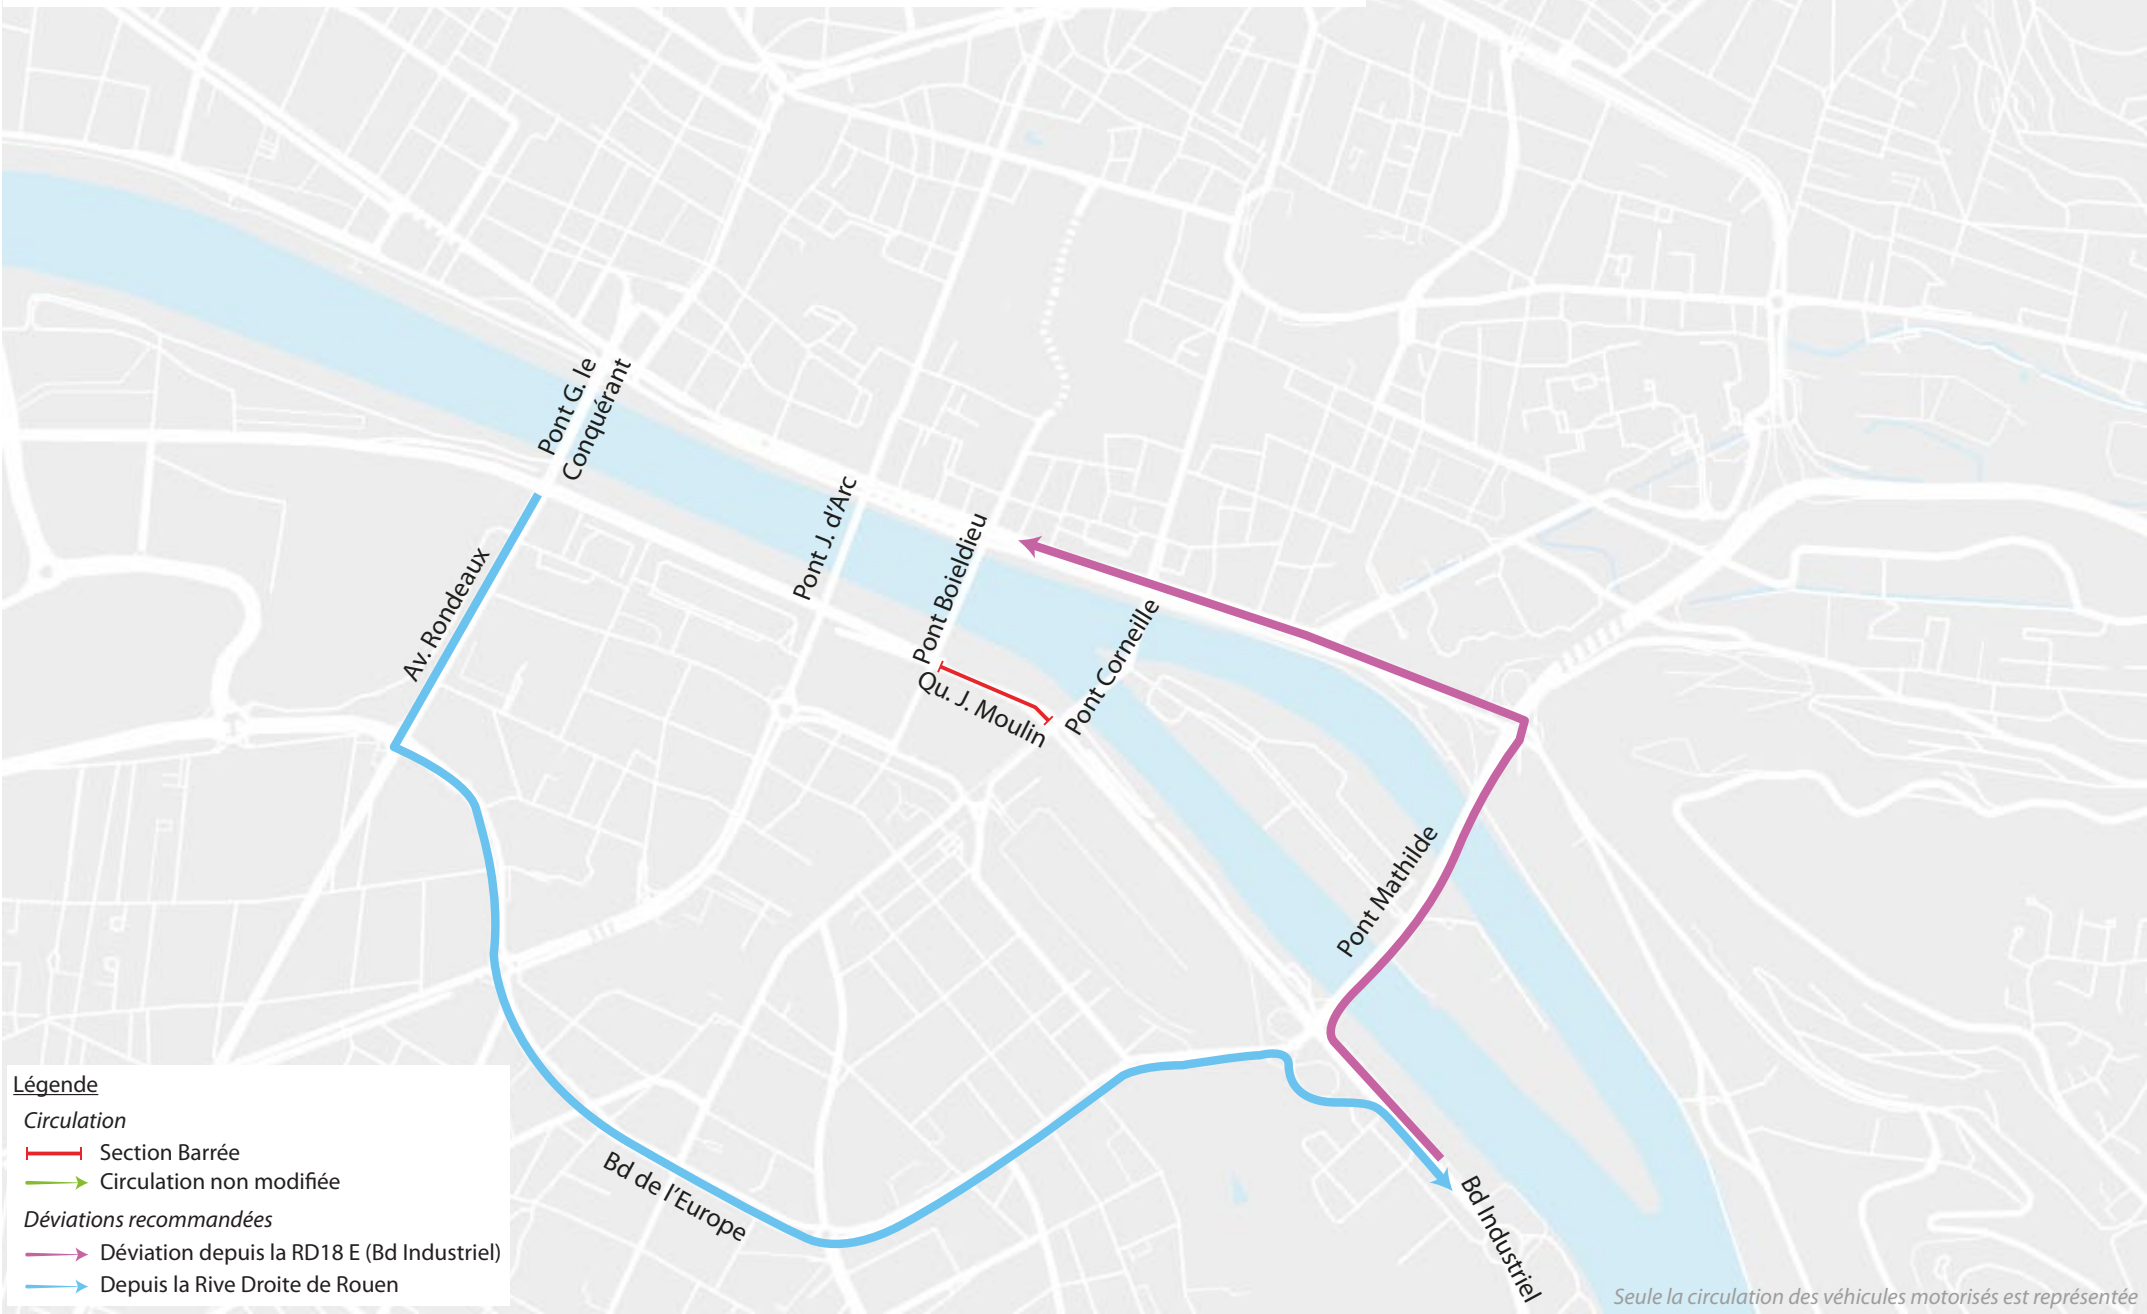 Pont G. le
Conquérant
Pont J. d'Arc
Pont Boieldieu
Av. Rondeaux
Pont Corneille
Qu. J. Moulin
Pont Mathilde
Bd de l'Europe
Bd Industriel
Légende
Circulation
Section Barrée
Circulation non modifiée
Déviations recommandées
Déviation depuis la RD18 E (Bd Industriel)
Depuis la Rive Droite de Rouen
Seule la circulation des véhicules motorisés est représentée